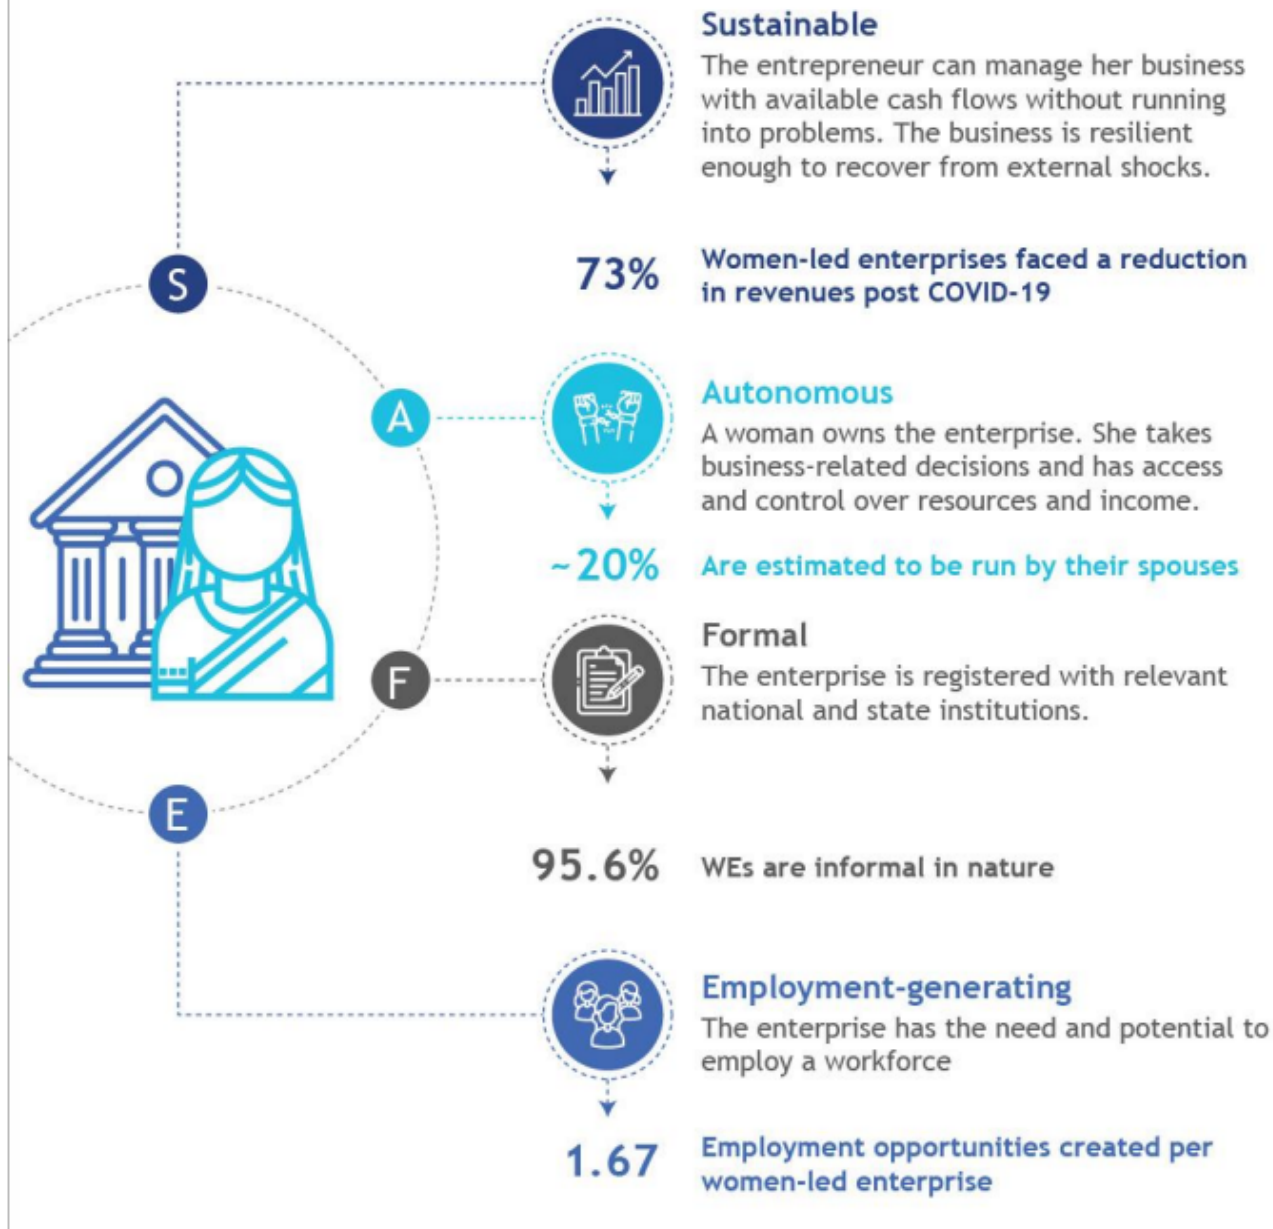 Sustainable
The entrepreneur can manage her business
with available cash flows without running
into problems. The business is resilient
enough to recover from external shocks.
73%
Women-led enterprises faced a reduction
in revenues post COVID-19
S
Autonomous
A
A woman owns the enterprise. She takes
business-related decisions and has access
and control over resources and income.
~20%
Are estimated to be run by their spouses
Formal
F
The enterprise is registered with relevant
national and state institutions.
E
95.6%
WEs are informal in nature
Employment-generating
The enterprise has the need and potential to
employ a workforce
1.67
Employment opportunities created per
women-led enterprise